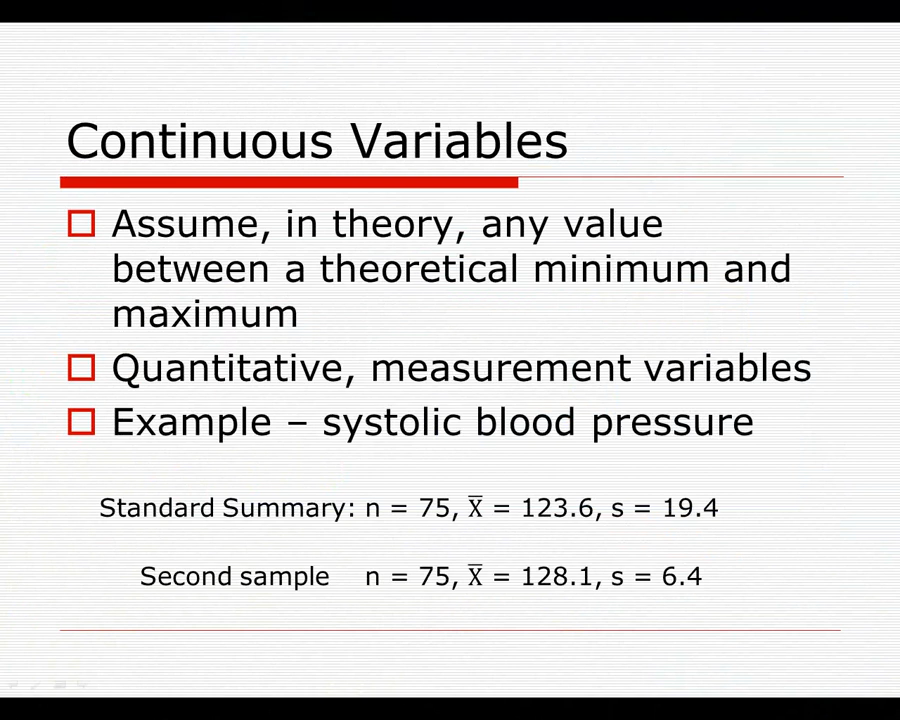 Continuous Variables
Assume, in theory, any value
between a theoretical minimum and
maximum
Quantitative, measurement variables
Example – systolic blood pressure
Standard Summary: n = 75, X̅ = 123.6, s = 19.4
Second sample n = 75, X̅ = 128.1, s = 6.4